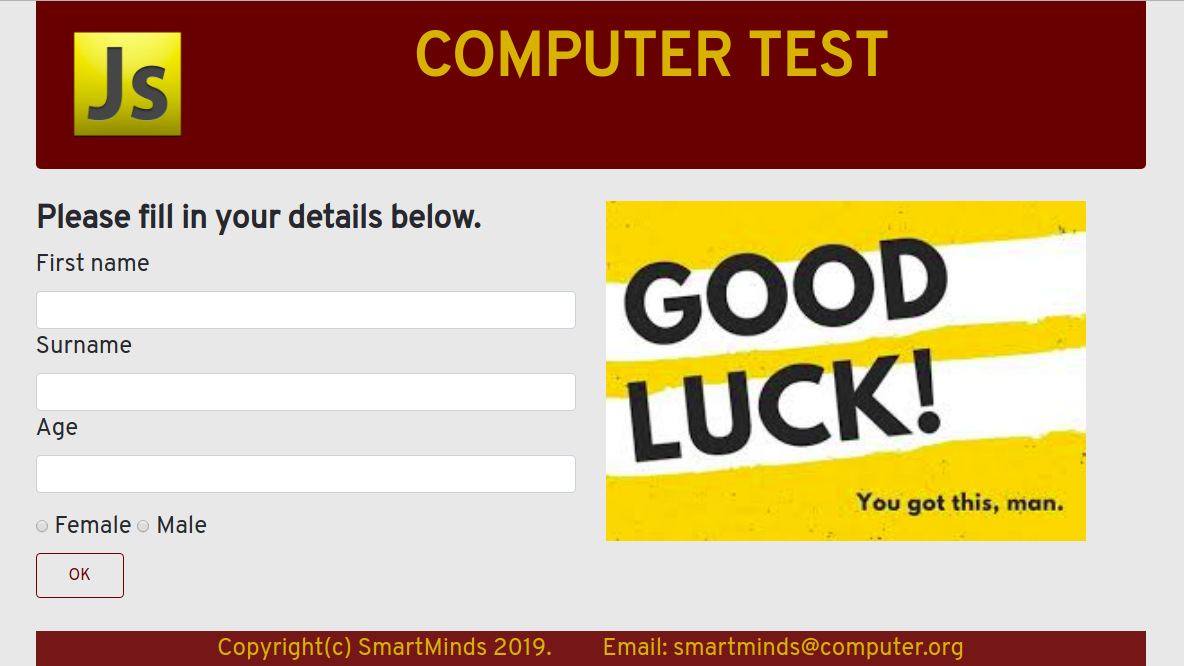 Js
COMPUTER TEST
Please fill in your details below.
First name
Surname
Age
Female Male
OK
GOOD
LUCK!
You got this, man.
Copyright(c) SmartMinds 2019. Email: smartminds@computer.org